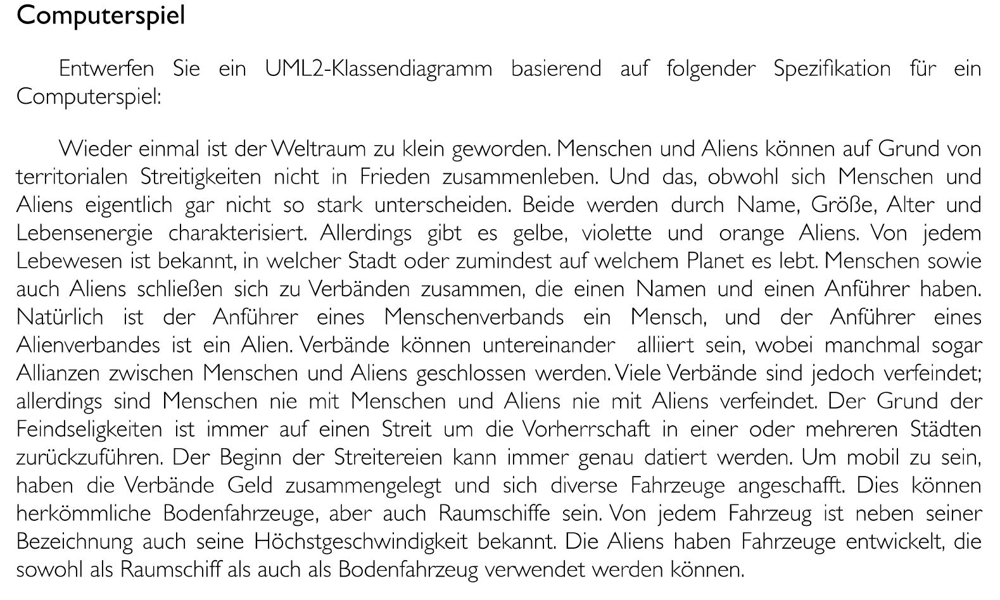 Computerspiel
Entwerfen Sie ein UML2-Klassendiagramm basierend auf folgender Spezifikation für ein
Computerspiel:
Wieder einmal ist der Weltraum zu klein geworden. Menschen und Aliens können auf Grund von
territorialen Streitigkeiten nicht in Frieden zusammenleben. Und das, obwohl sich Menschen und
Aliens eigentlich gar nicht so stark unterscheiden. Beide werden durch Name, Größe, Alter und
Lebensenergie charakterisiert. Allerdings gibt es gelbe, violette und orange Aliens. Von jedem
Lebewesen ist bekannt, in welcher Stadt oder zumindest auf welchem Planet es lebt. Menschen sowie
auch Aliens schließen sich zu Verbänden zusammen, die einen Namen und einen Anführer haben.
Natürlich ist der Anführer eines Menschenverbands ein Mensch, und der Anführer eines
Alienverbandes ist ein Alien. Verbände können untereinander alliiert sein, wobei manchmal sogar
Allianzen zwischen Menschen und Aliens geschlossen werden. Viele Verbände sind jedoch verfeindet;
allerdings sind Menschen nie mit Menschen und Aliens nie mit Aliens verfeindet. Der Grund der
Feindseligkeiten ist immer auf einen Streit um die Vorherrschaft in einer oder mehreren Städten
zurückzuführen. Der Beginn der Streitereien kann immer genau datiert werden. Um mobil zu sein,
haben die Verbände Geld zusammengelegt und sich diverse Fahrzeuge angeschafft. Dies können
herkömmliche Bodenfahrzeuge, aber auch Raumschiffe sein. Von jedem Fahrzeug ist neben seiner
Bezeichnung auch seine Höchstgeschwindigkeit bekannt. Die Aliens haben Fahrzeuge entwickelt, die
sowohl als Raumschiff als auch als Bodenfahrzeug verwendet werden können.